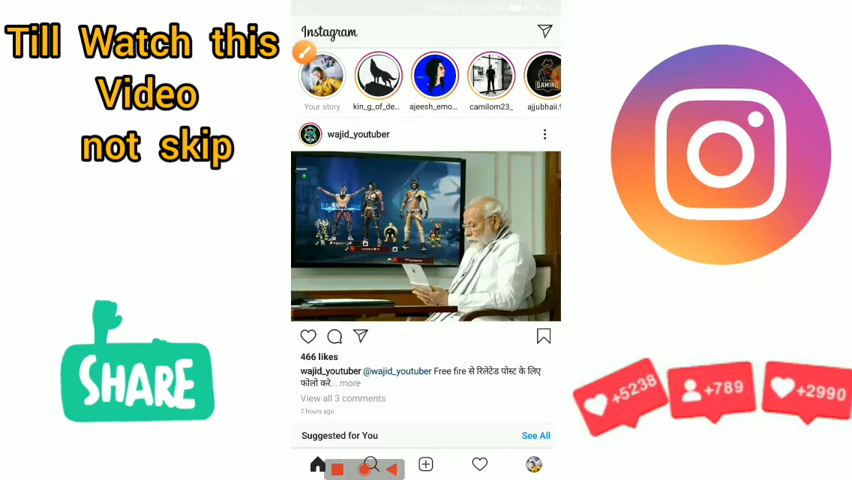 Till Watch this
Video
not skip
Instagram
Your story
kin_g_of_de...
ajeesh_emo...
camilom23_
ajjubhaii.9
GAMING
wajid_youtuber
466 likes
wajid_youtuber @wajid_youtuber Free fire से रिलेटेड पोस्ट के लिए
फोलो करे... more
View all 3 comments
7 hours ago
Suggested for You
See All
SHARE
+5238
+789
+2990